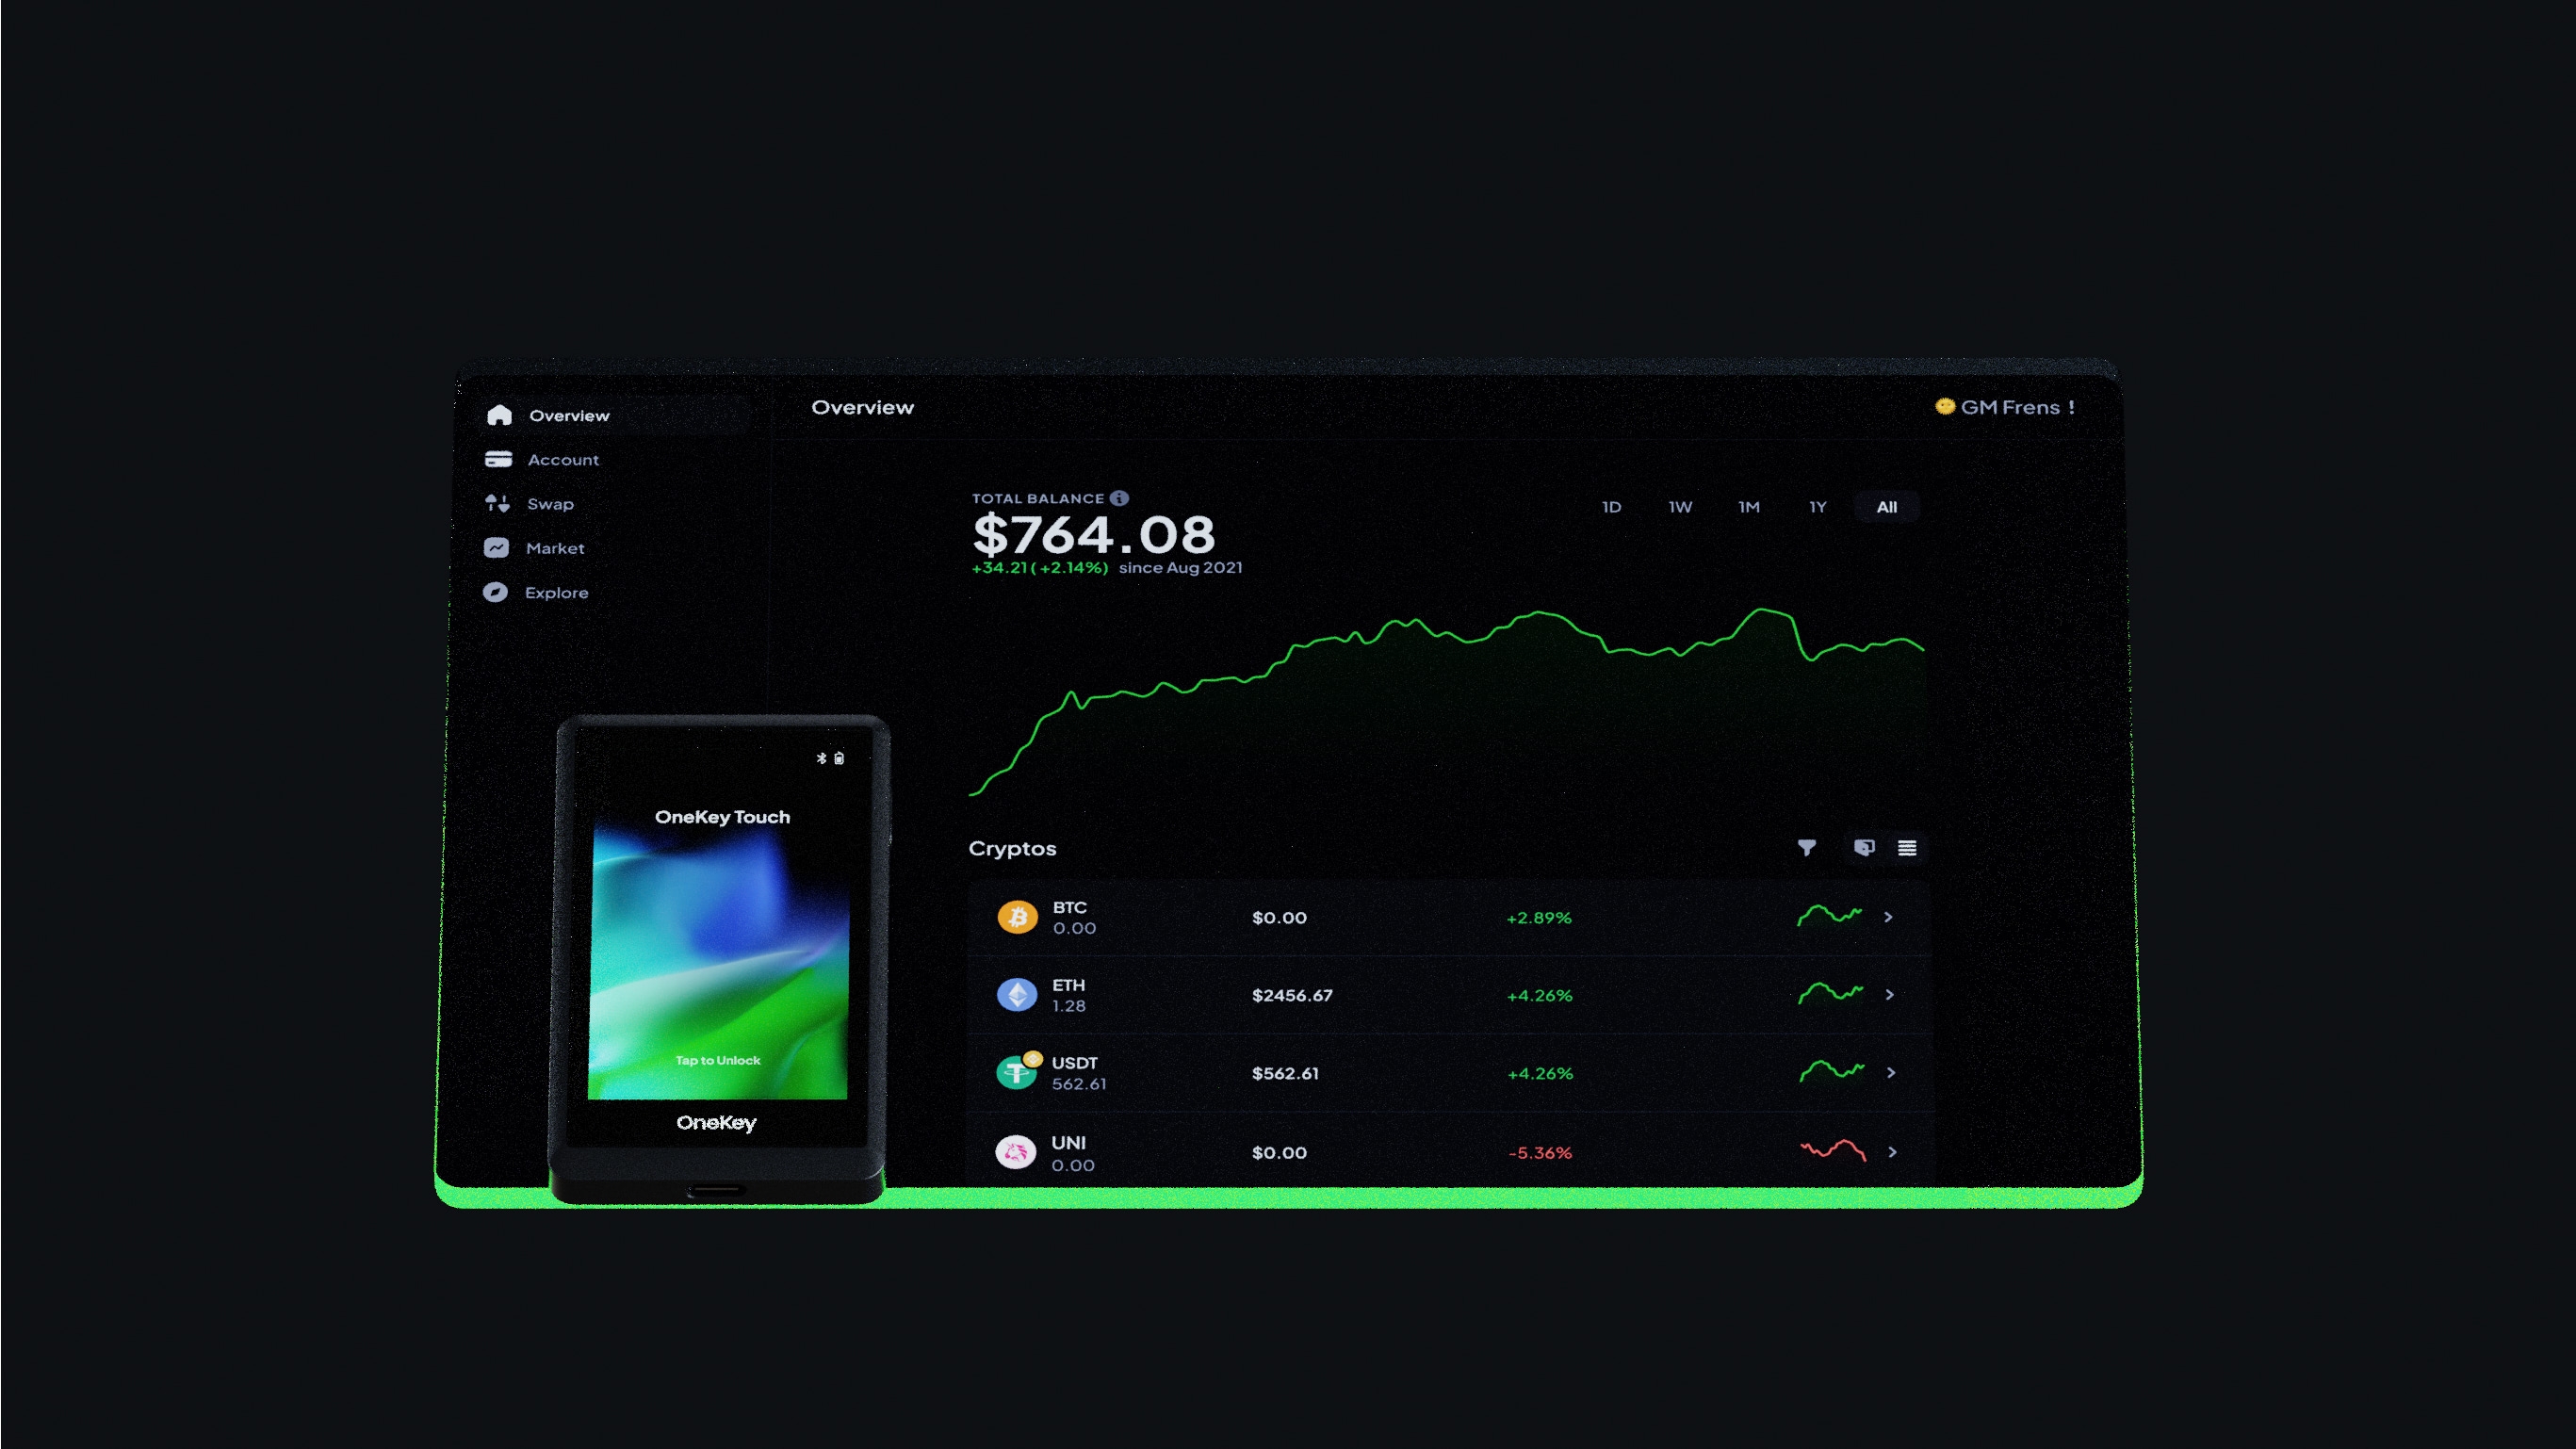 Overview
Account
Swap
Market
Explore
Overview
GM Frens !
TOTAL BALANCE
$764.08
+34.21 ( +2.14%) since Aug 2021
1D 1W 1M 1Y All
Cryptos
BTC
0.00
$0.00 +2.89%
ETH
1.28
$2456.67 +4.26%
USDT
562.61
$562.61 +4.26%
UNI
0.00
$0.00 -5.36%
OneKey Touch
Tap to Unlock
OneKey